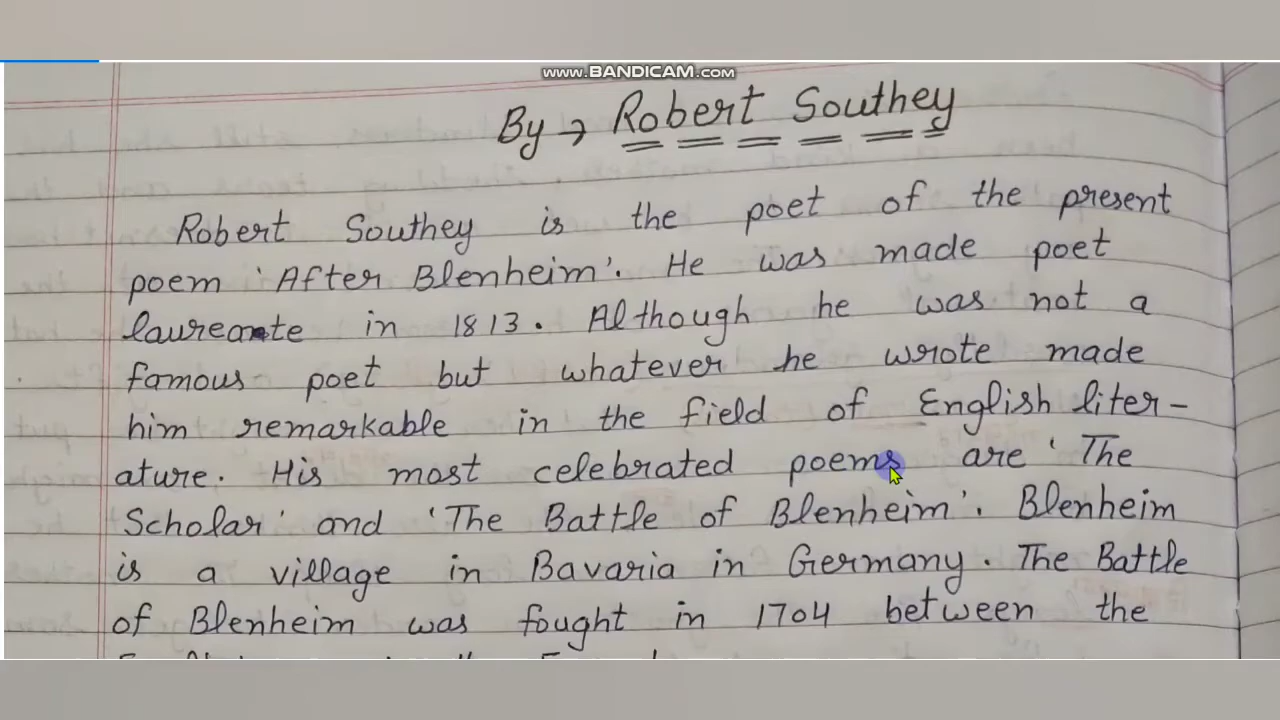 www.BANDICAM.com
By → Robert Southey
Robert Southey is the poet of the present
poem 'After Blenheim'. He was made poet
laureate in 1813. Although he was not a
famous poet but whatever he wrote made
him remarkable in the field of English liter-
ature. His most celebrated poems are 'The
Scholar' and 'The Battle of Blenheim'. Blenheim
is a village in Bavaria in Germany. The Battle
of Blenheim was fought in 1704 between the